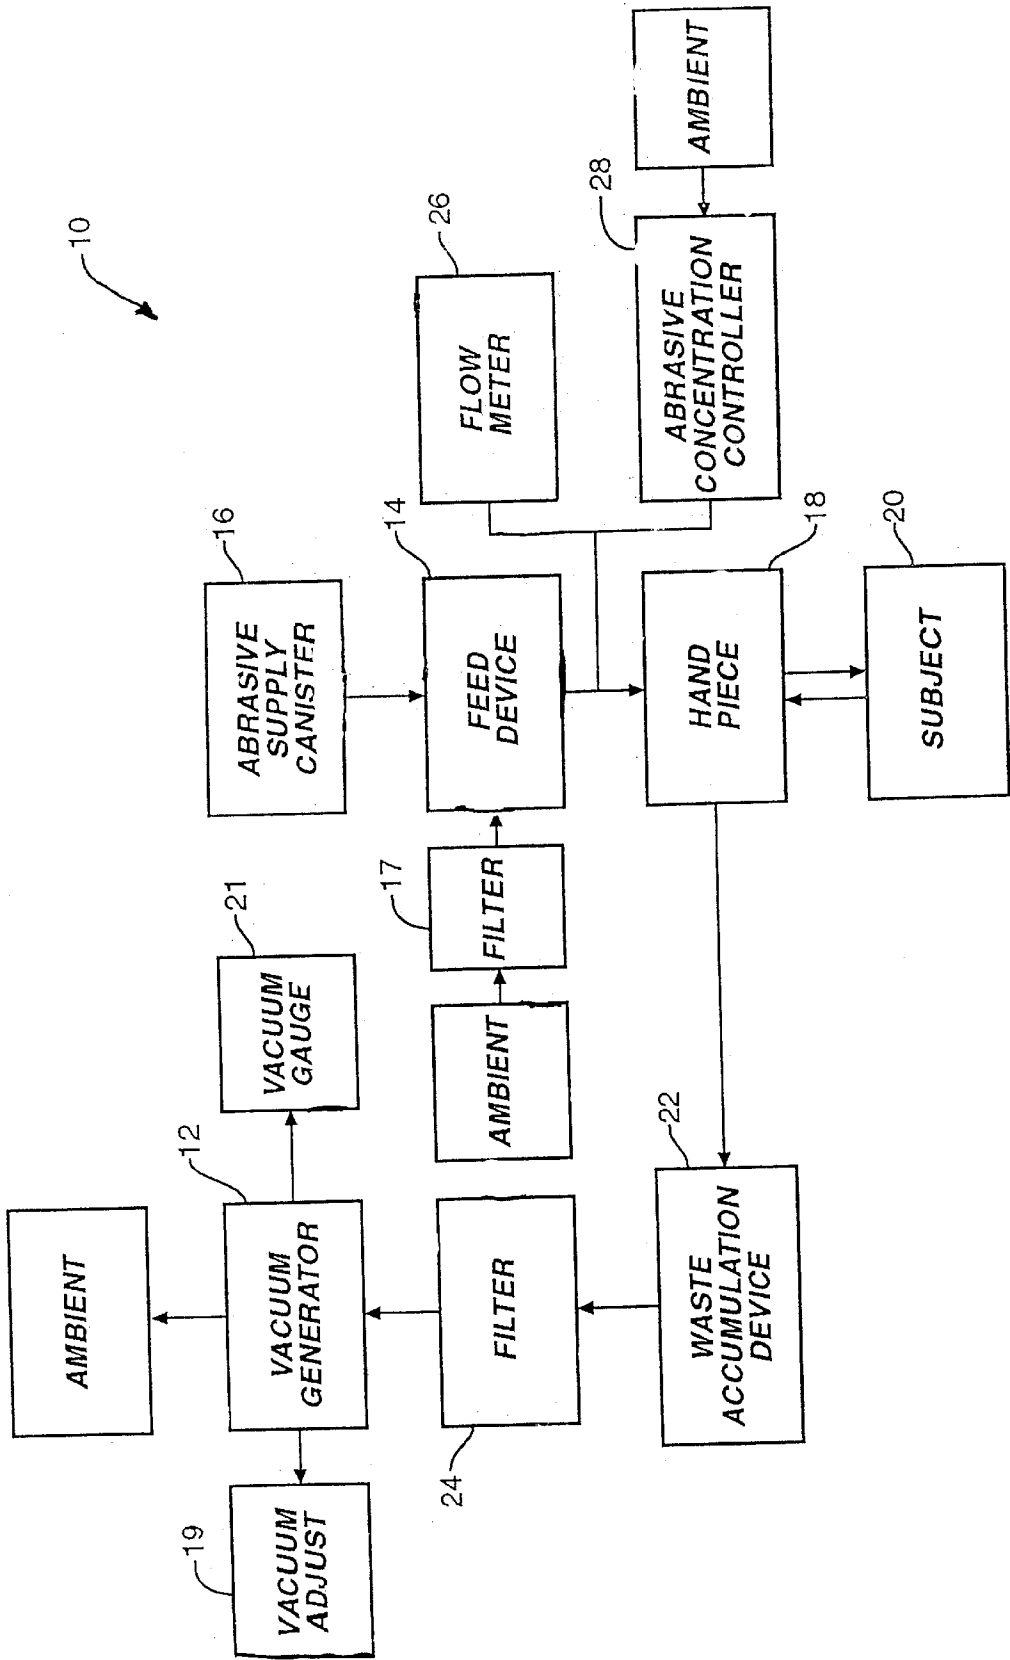 10
AMBIENT
VACUUM
ADJUST
19
VACUUM
GENERATOR
12
VACUUM
GAUGE
21
ABRASIVE
SUPPLY
CANISTER
16
FILTER
24
AMBIENT
FILTER
17
FEED
DEVICE
14
FLOW
METER
26
WASTE
ACCUMULATION
DEVICE
22
HAND
PIECE
18
ABRASIVE
CONCENTRATION
CONTROLLER
28
AMBIENT
SUBJECT
20